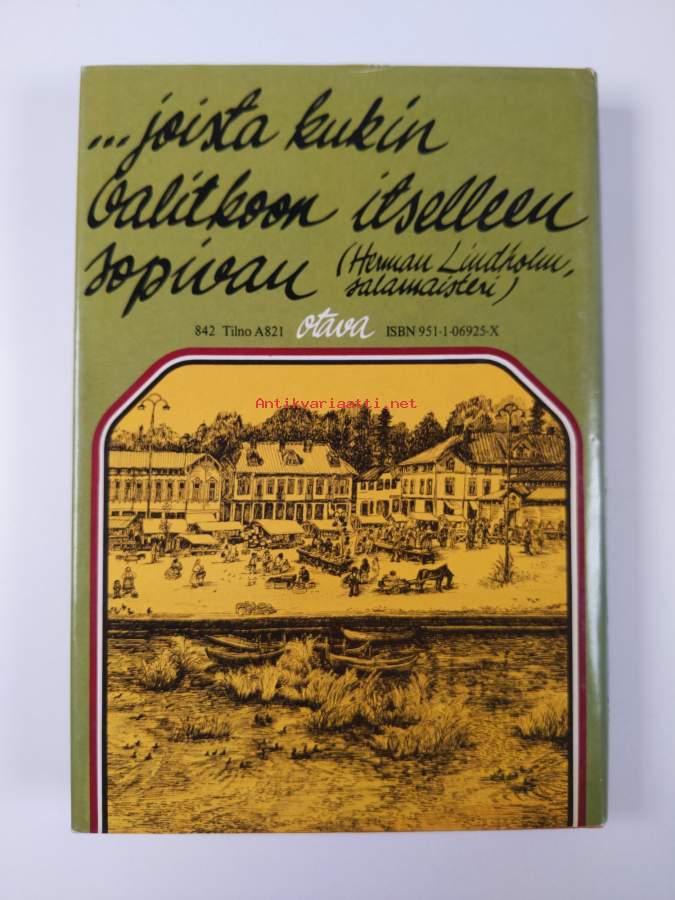 ... joista kukin
valitkoon itselleen
sopivan (Herman Lindholm,
salamaisteri)
842 Tilno A821 otava ISBN 951-1-06925-X
Antikvariaatti.net